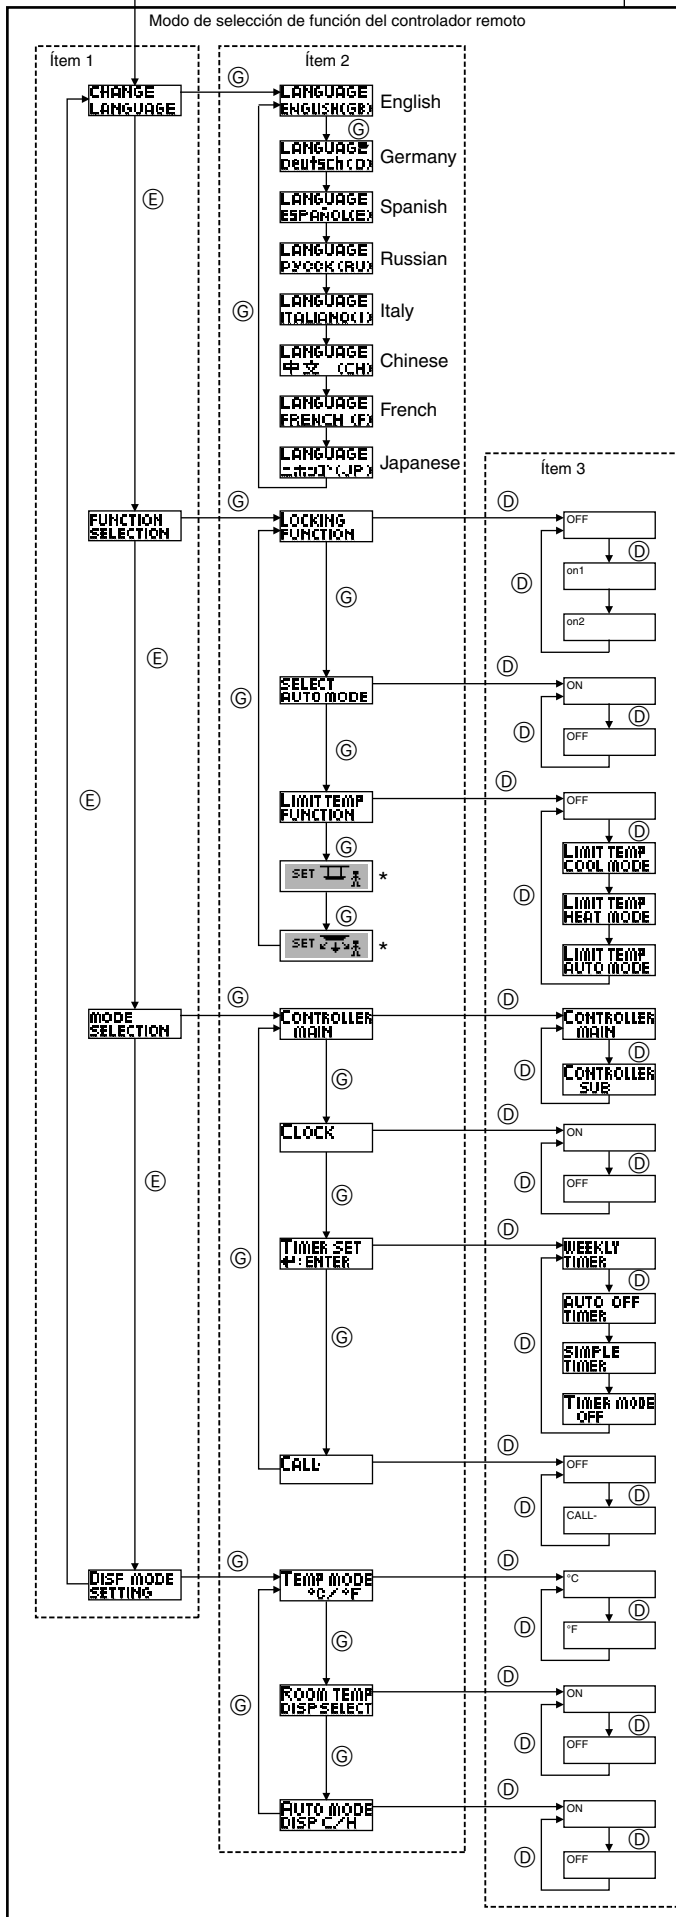 Modo de selección de función del controlador remoto
Ítem 1
Ítem 2
CHANGE
LANGUAGE
G
LANGUAGE
ENGLISH(GB)
English
G
LANGUAGE
Deutsch(D)
Germany
E
LANGUAGE
ESPAÑOL(E)
Spanish
LANGUAGE
РУССК(RU)
Russian
G
LANGUAGE
ITALIANO(I)
Italy
LANGUAGE
中文 (CH)
Chinese
LANGUAGE
FRENCH (F)
French
LANGUAGE
ニホンゴ(JP)
Japanese
Ítem 3
FUNCTION
SELECTION
G
LOCKING
FUNCTION
D
OFF
D
on1
D
on2
G
E
G
SELECT
AUTO MODE
D
ON
D
OFF
D
G
E
LIMIT TEMP
FUNCTION
D
OFF
D
G
LIMIT TEMP
COOL MODE
SET
*
D
LIMIT TEMP
HEAT MODE
G
SET
*
LIMIT TEMP
AUTO MODE
MODE
SELECTION
G
CONTROLLER
MAIN
D
CONTROLLER
MAIN
D
CONTROLLER
SUB
D
G
CLOCK
D
ON
D
OFF
D
E
G
G
TIMER SET
↵:ENTER
D
WEEKLY
TIMER
D
AUTO OFF
TIMER
D
G
SIMPLE
TIMER
TIMER MODE
OFF
CALL-
D
OFF
D
CALL-
D
DISP MODE
SETTING
G
TEMP MODE
°C/°F
D
°C
D
°F
D
G
G
ROOM TEMP
DISP SELECT
D
ON
D
OFF
D
G
AUTO MODE
DISP C/H
D
ON
D
OFF
D